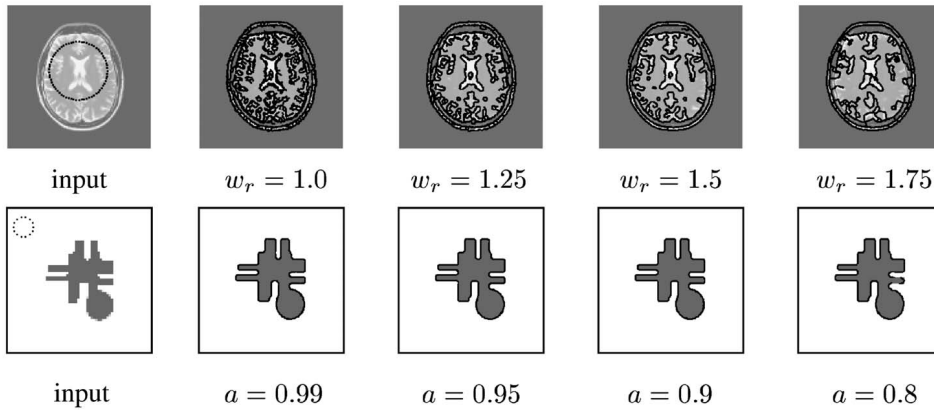 input w_r = 1.0 w_r = 1.25 w_r = 1.5 w_r = 1.75
input a = 0.99 a = 0.95 a = 0.9 a = 0.8